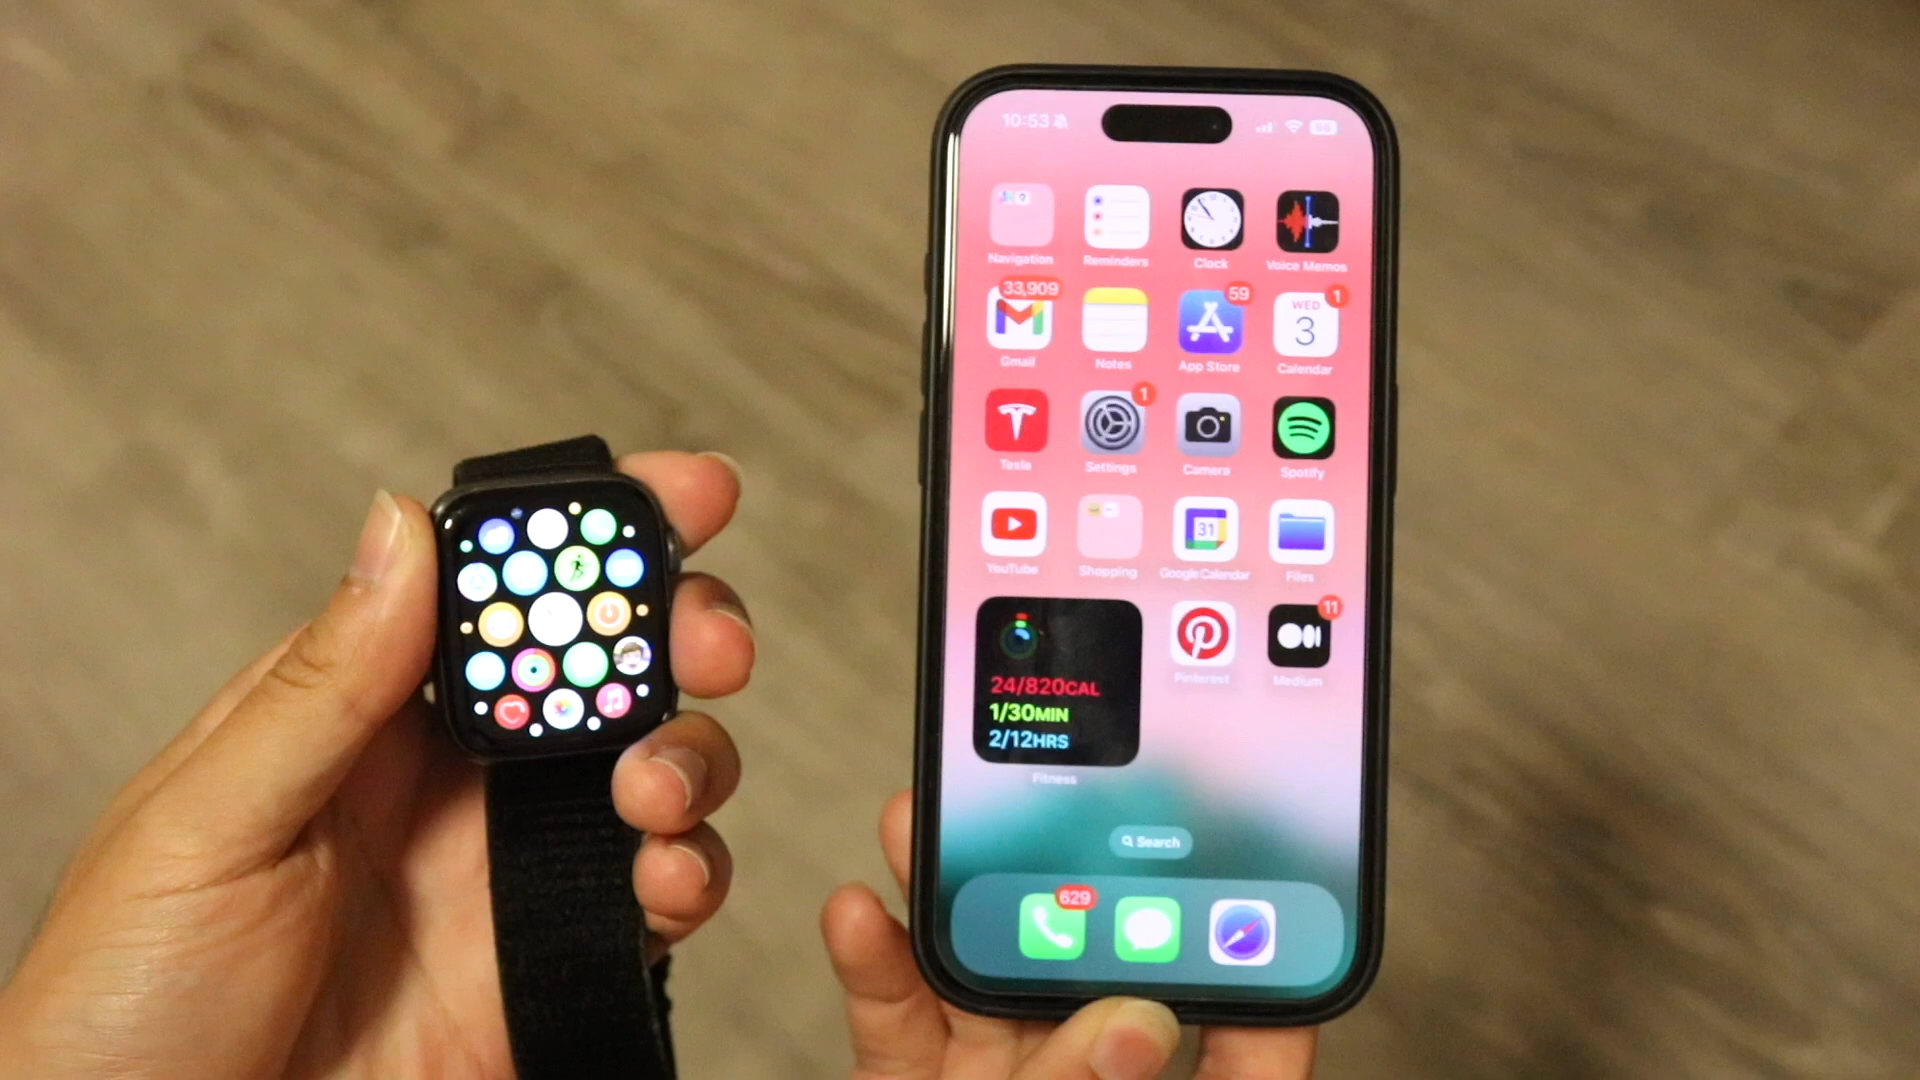 10:53
Navigation
Reminders
Clock
Voice Memos
33,909
59
WED
3
1
Gmail
Notes
App Store
Calendar
1
Tesla
Settings
Camera
Spotify
31
YouTube
Shopping
Google Calendar
Files
11
24/820CAL
1/30MIN
2/12HRS
Pinterest
Medium
Fitness
Search
629